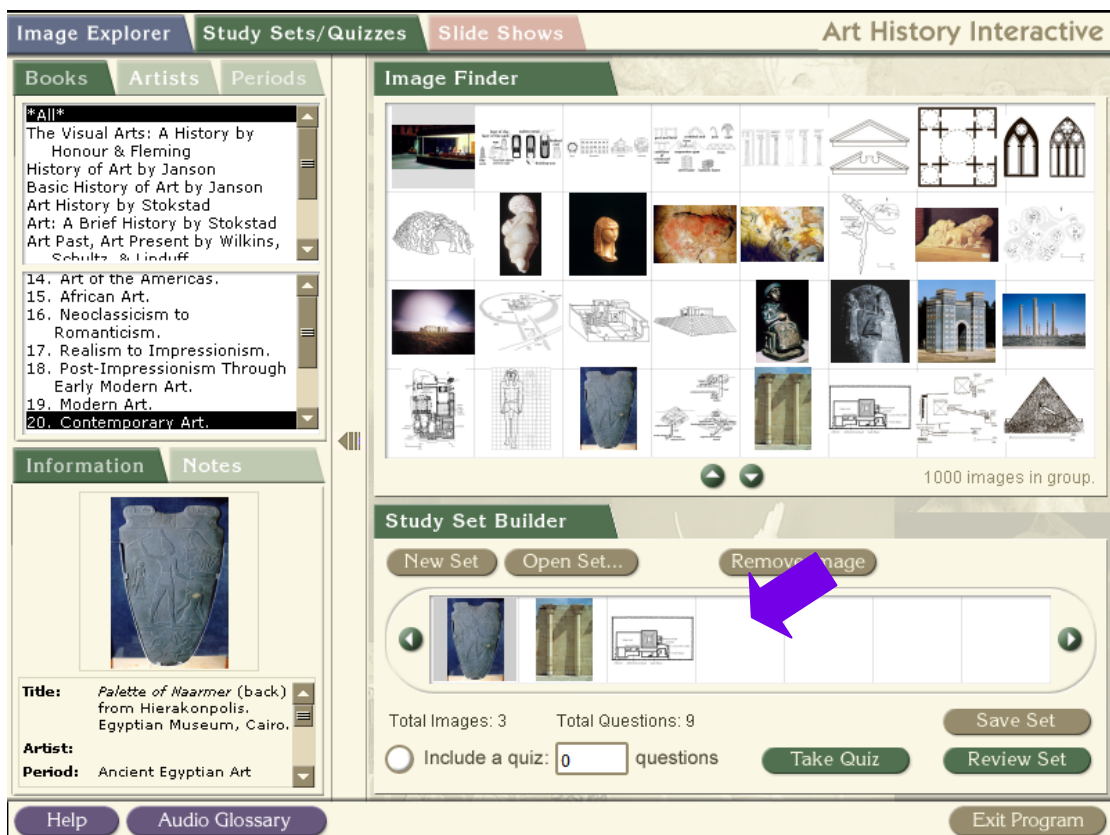 Image Explorer
Study Sets/Quizzes
Slide Shows
Art History Interactive
Books
Artists
Periods
*All*
The Visual Arts: A History by
Honour & Fleming
History of Art by Janson
Basic History of Art by Janson
Art History by Stokstad
Art: A Brief History by Stokstad
Art Past, Art Present by Wilkins,
Schultz, & Linduff
14. Art of the Americas.
15. African Art.
16. Neoclassicism to
Romanticism.
17. Realism to Impressionism.
18. Post-Impressionism Through
Early Modern Art.
19. Modern Art.
20. Contemporary Art.
Information
Notes
Title: Palette of Naarmer (back)
from Hierakonpolis.
Egyptian Museum, Cairo.
Artist:
Period: Ancient Egyptian Art
Image Finder
1000 images in group.
Study Set Builder
New Set
Open Set...
Remove
Total Images: 3
Total Questions: 9
Save Set
Include a quiz: 0 questions
Take Quiz
Review Set
Help
Audio Glossary
Exit Program